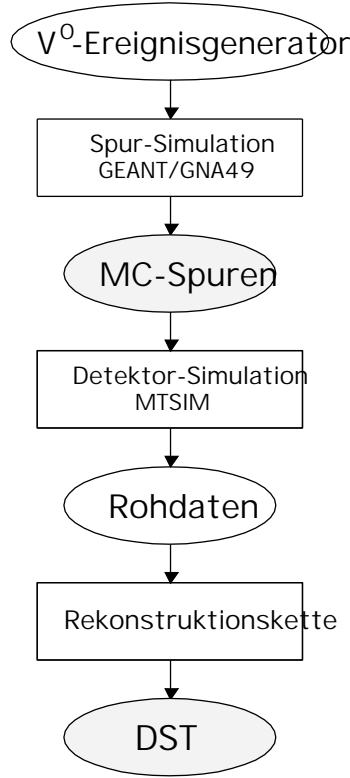 V⁰-Ereignisgenerator
Spur-Simulation
GEANT/GNA49
MC-Spuren
Detektor-Simulation
MTSIM
Rohdaten
Rekonstruktionskette
DST